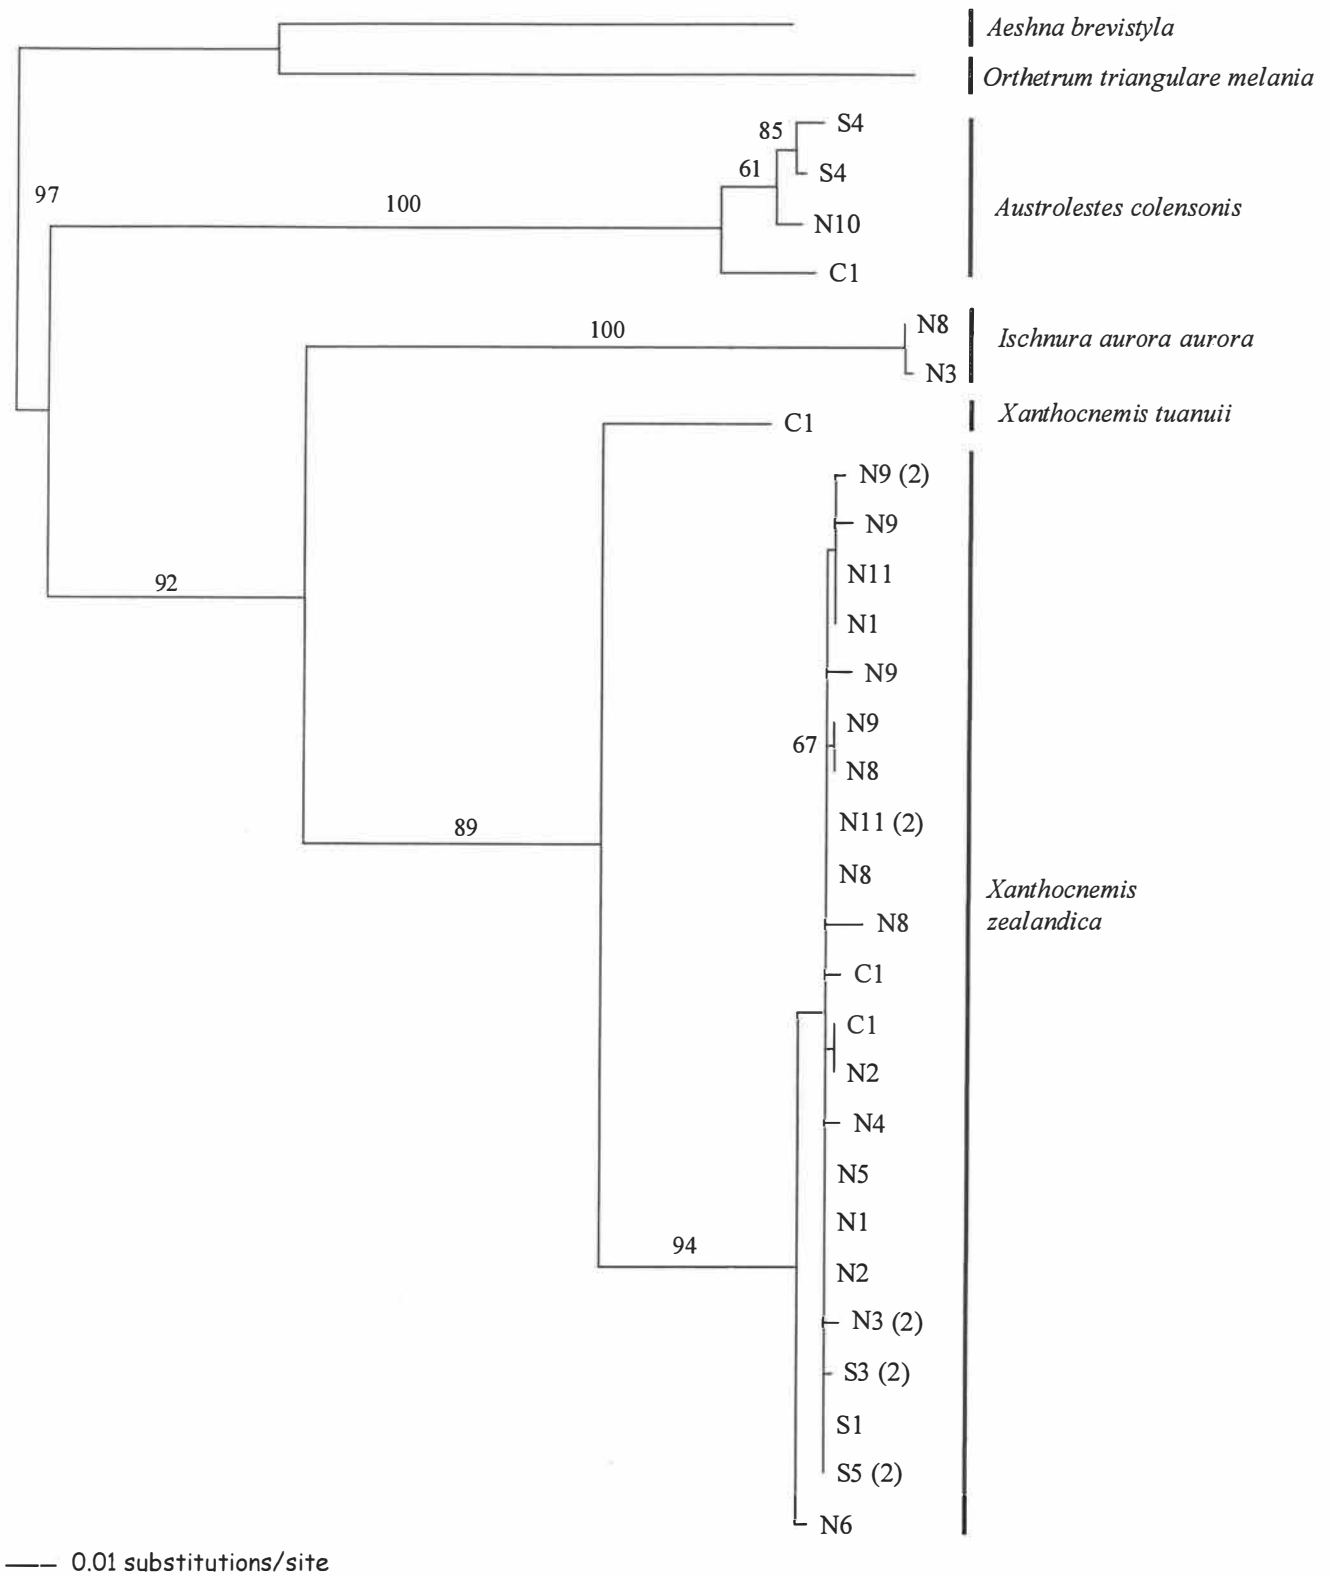 Aeshna brevistyla
Orthetrum triangulare melania
85
S4
61
S4
97
100
Austrolestes colensonis
N10
C1
100
N8
Ischnura aurora aurora
N3
C1
Xanthocnemis tuanuii
N9 (2)
N9
N11
92
N1
N9
N9
67
N8
N11 (2)
89
N8
Xanthocnemis
zealandica
N8
C1
C1
N2
N4
N5
N1
94
N2
N3 (2)
S3 (2)
S1
S5 (2)
N6
0.01 substitutions/site